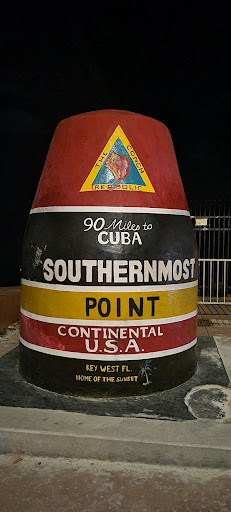 THE CONCH
REPUBLIC
90 Miles to
CUBA
SOUTHERNMOST
POINT
CONTINENTAL
U.S.A.
KEY WEST FL.
HOME OF THE SUNSET